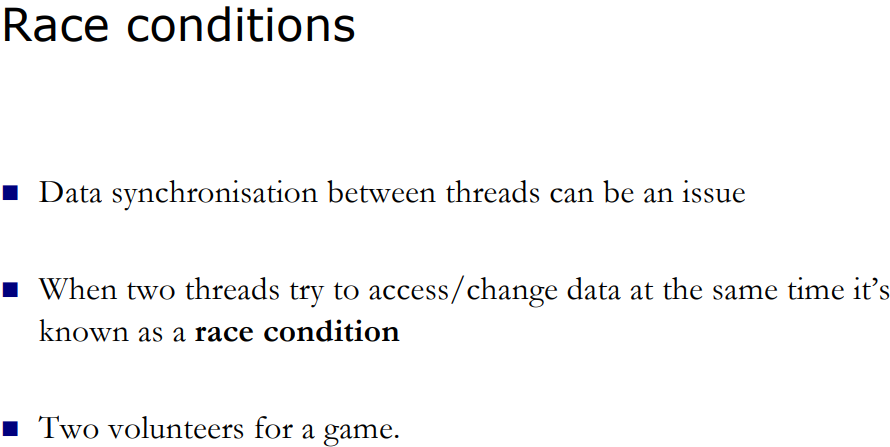 Race conditions
Data synchronisation between threads can be an issue
When two threads try to access/change data at the same time it’s
known as a race condition
Two volunteers for a game.